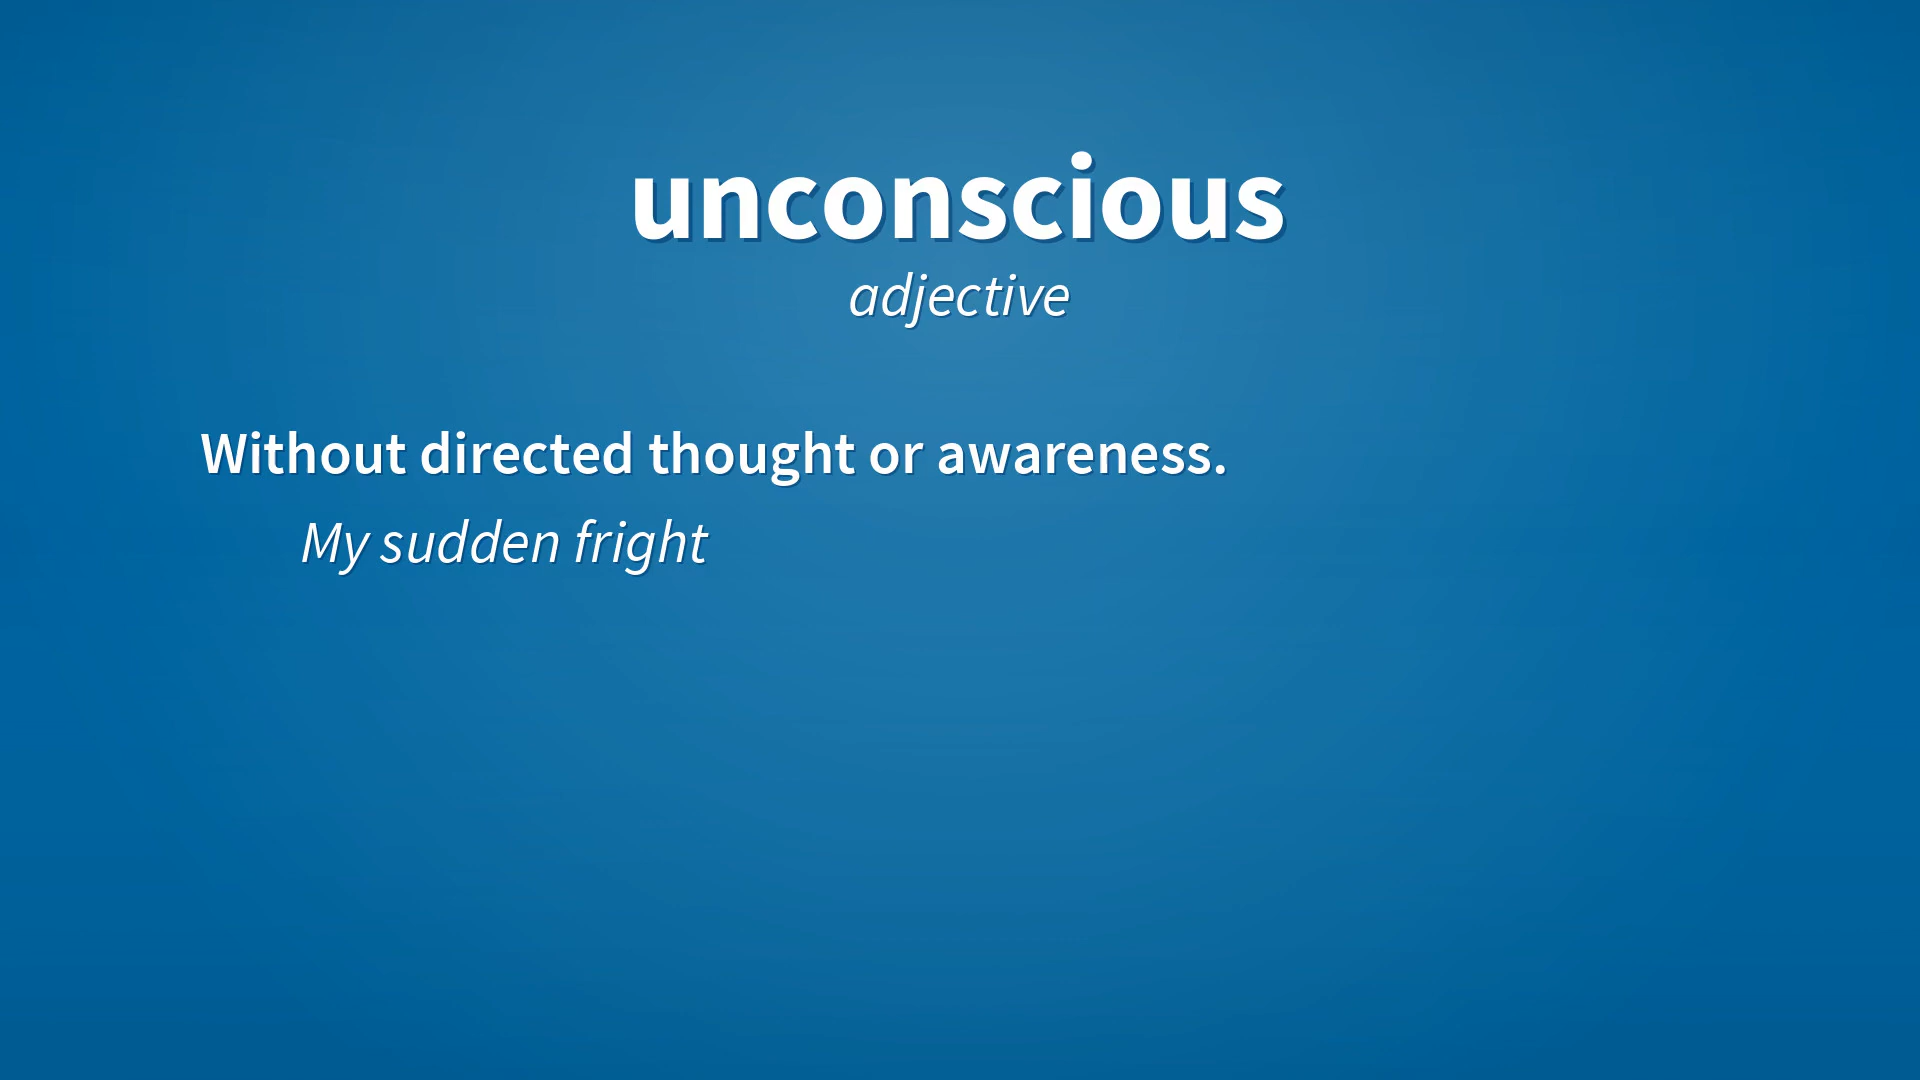 unconscious
adjective
Without directed thought or awareness.
My sudden fright